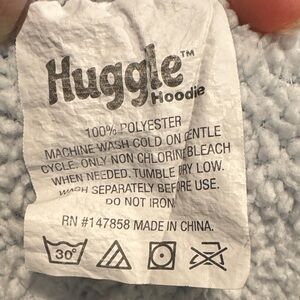 Huggle™
Hoodie
100% POLYESTER
MACHINE WASH COLD ON GENTLE
CYCLE. ONLY NON CHLORINE BLEACH
WHEN NEEDED. TUMBLE DRY LOW.
WASH SEPARATELY BEFORE USE.
DO NOT IRON.
RN #147858 MADE IN CHINA.
30°